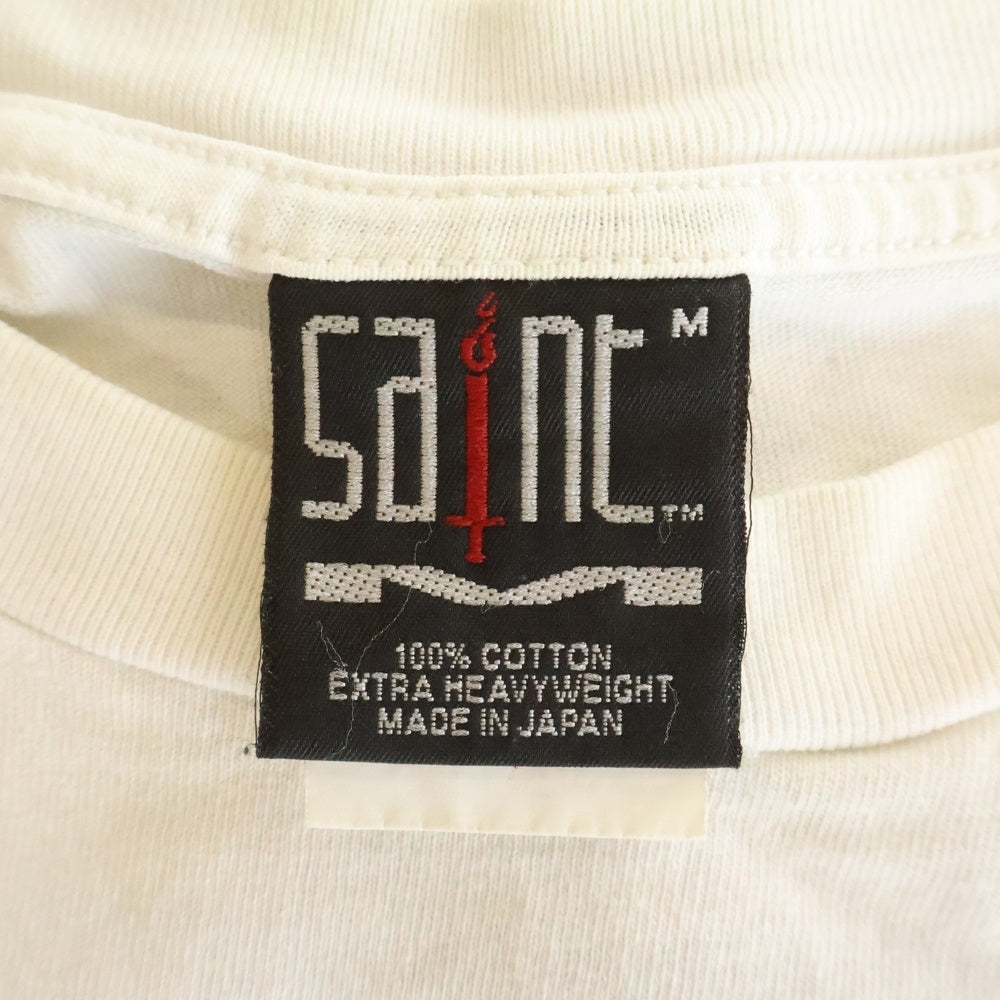 saint M
TM
100% COTTON
EXTRA HEAVYWEIGHT
MADE IN JAPAN